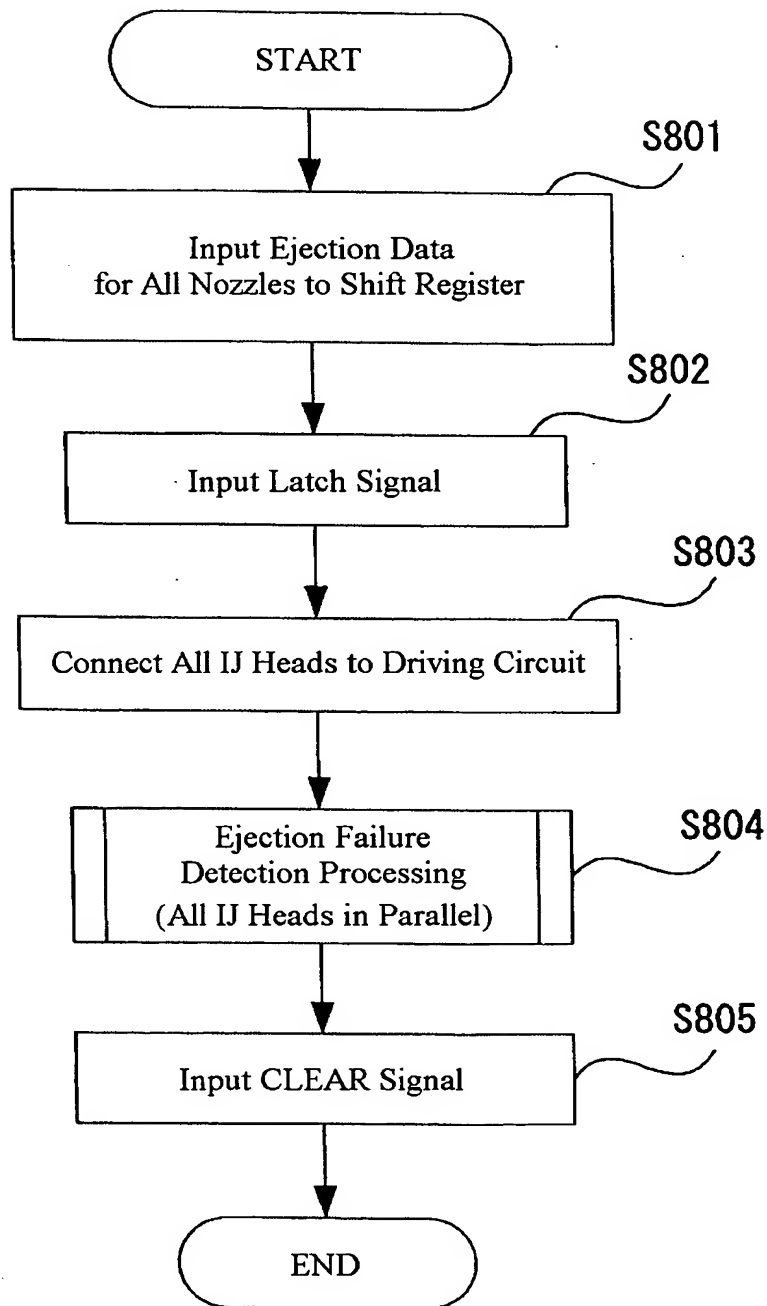 START
S801
Input Ejection Data
for All Nozzles to Shift Register
S802
Input Latch Signal
S803
Connect All IJ Heads to Driving Circuit
S804
Ejection Failure
Detection Processing
(All IJ Heads in Parallel)
S805
Input CLEAR Signal
END